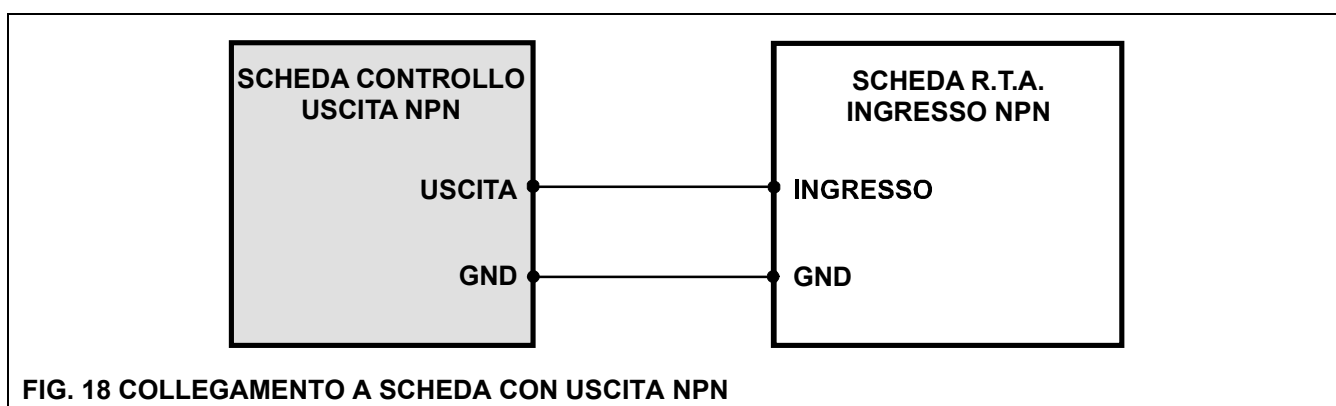 SCHEDA CONTROLLO
USCITA NPN
USCITA
GND
SCHEDA R.T.A.
INGRESSO NPN
INGRESSO
GND
FIG. 18 COLLEGAMENTO A SCHEDA CON USCITA NPN